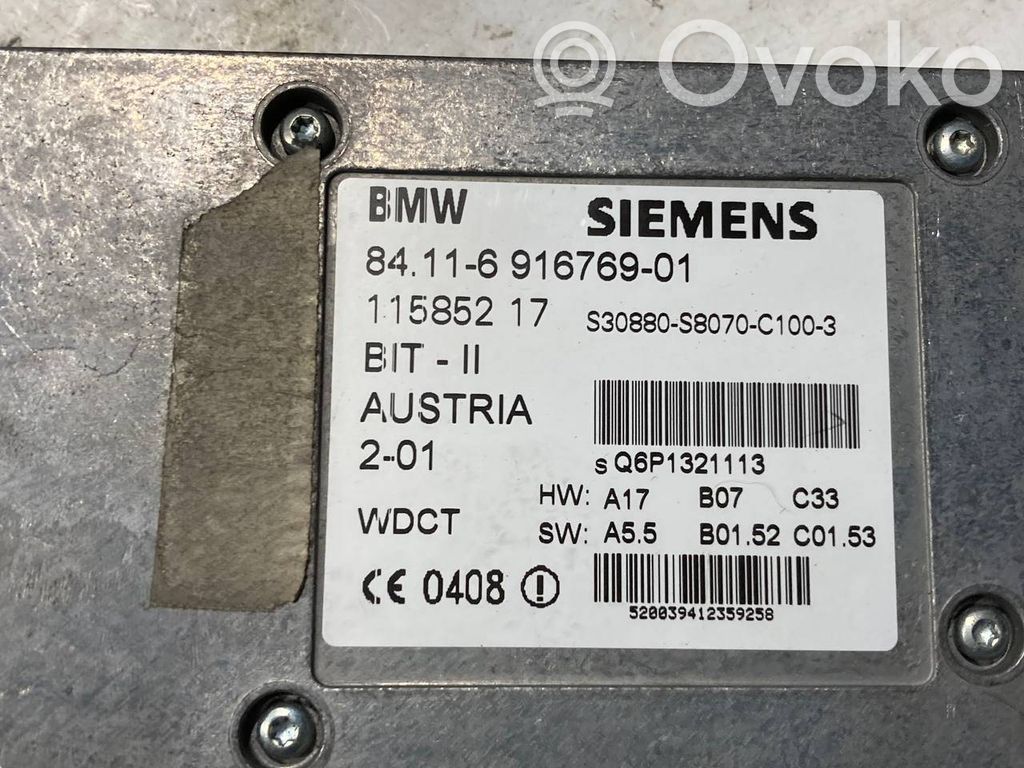 Ovoko
BMW SIEMENS
84.11-6 916769-01
115852 17 S30880-S8070-C100-3
BIT - II
AUSTRIA
2-01 s Q6P1321113
HW: A17 B07 C33
WDCT SW: A5.5 B01.52 C01.53
CE 0408
520039412359258